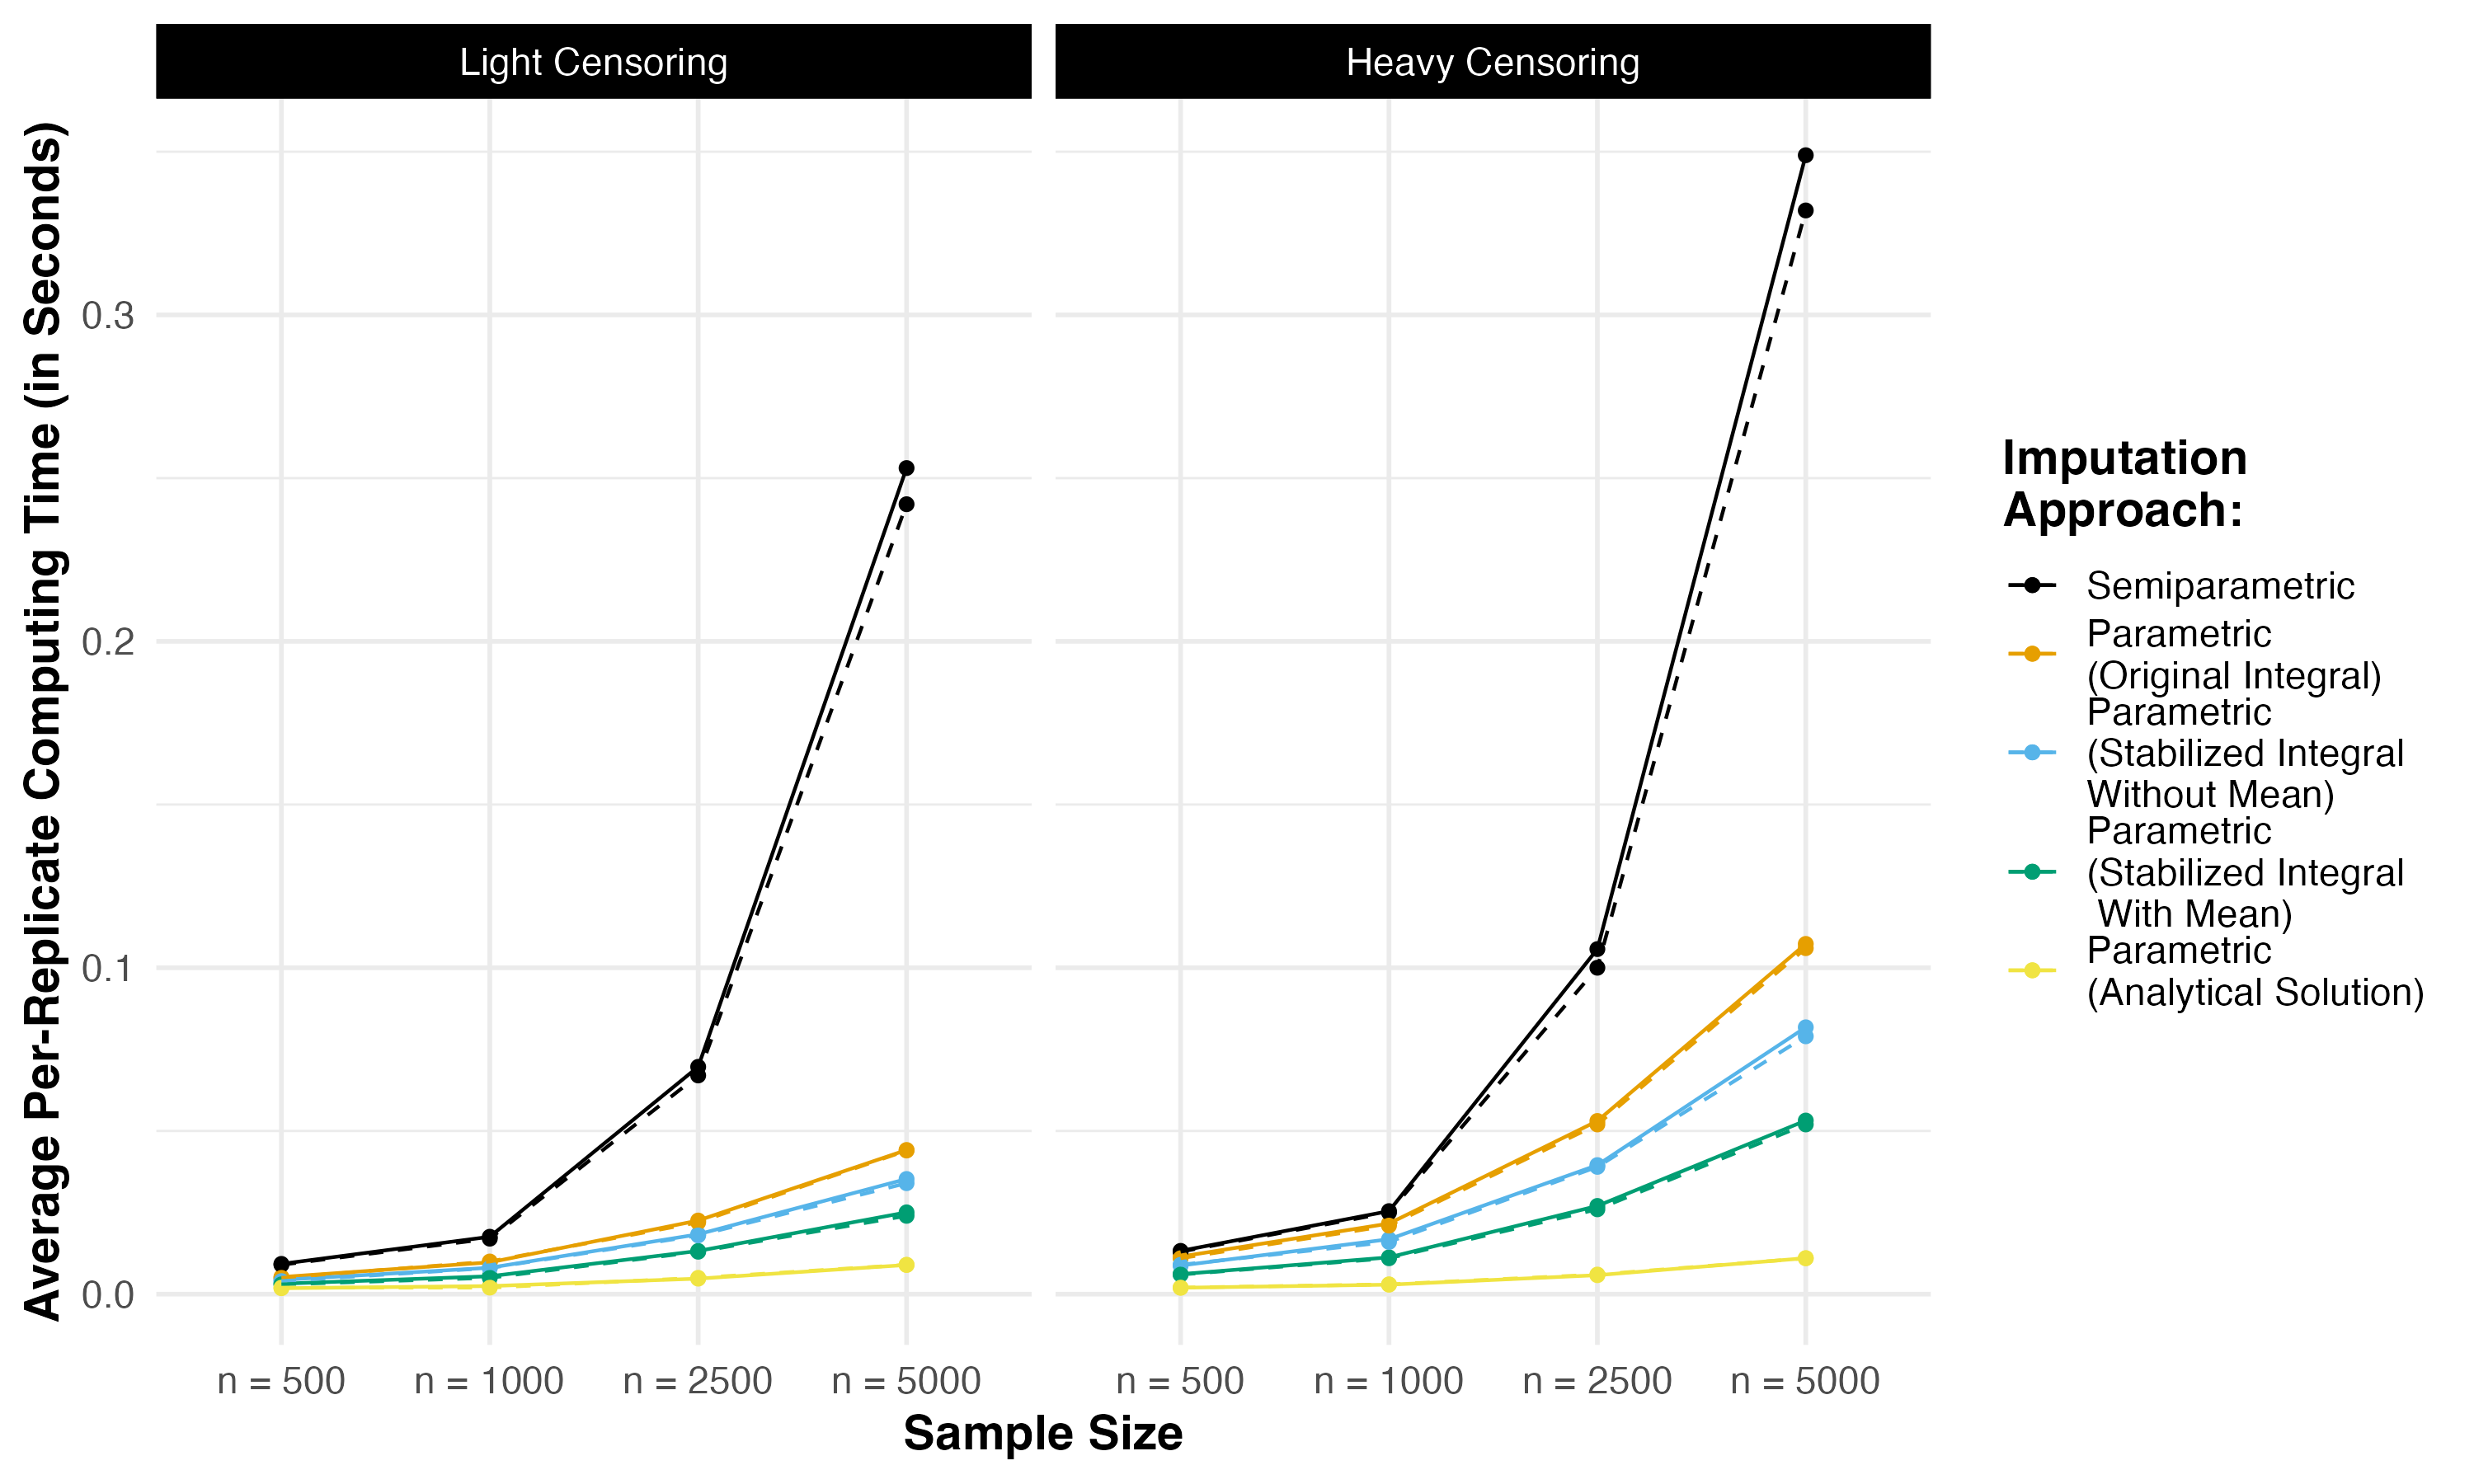 Light Censoring
Heavy Censoring
Average Per-Replicate Computing Time (in Seconds)
0.3
0.2
0.1
0.0
n = 500
n = 1000
n = 2500
n = 5000
n = 500
n = 1000
n = 2500
n = 5000
Sample Size
Imputation
Approach:
Semiparametric
Parametric
(Original Integral)
Parametric
(Stabilized Integral
Without Mean)
Parametric
(Stabilized Integral
With Mean)
Parametric
(Analytical Solution)